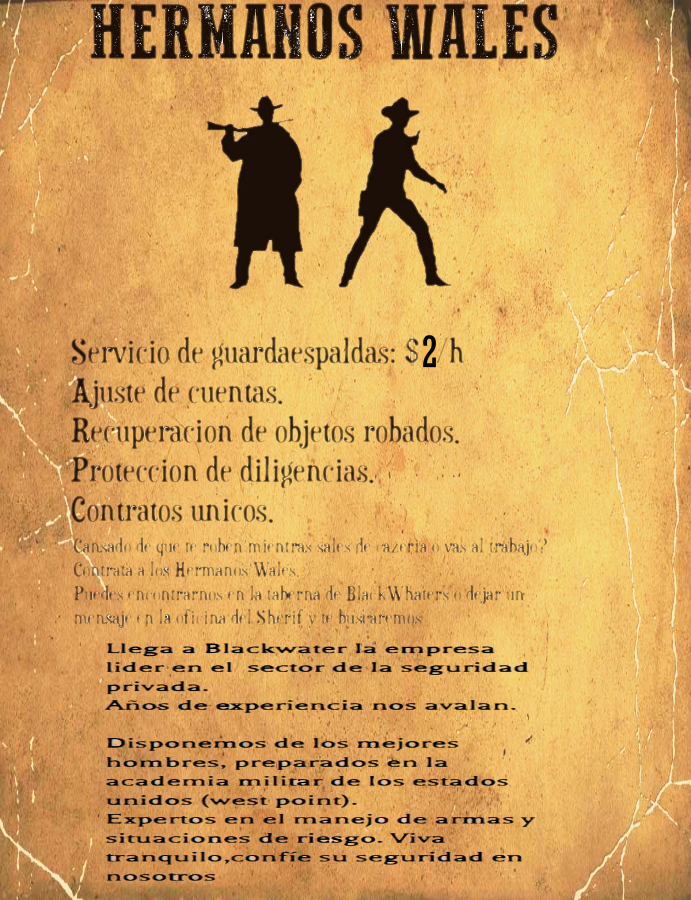 HERMANOS WALES
Servicio de guardaespaldas: $2/h
Ajuste de cuentas.
Recuperacion de objetos robados.
Proteccion de diligencias.
Contratos unicos.
Cansado de que te roben mientras sales de cazeria o vas al trabajo?
Contrata a los Hermanos Wales.
Puedes encontrarnos en la taberna de BlackWhaters o dejar un
mensaje en la oficina del Sherif y te buscaremos
Llega a Blackwater la empresa
lider en el sector de la seguridad
privada.
Años de experiencia nos avalan.
Disponemos de los mejores
hombres, preparados en la
academia militar de los estados
unidos (west point).
Expertos en el manejo de armas y
situaciones de riesgo. Viva
tranquilo,confíe su seguridad en
nosotros